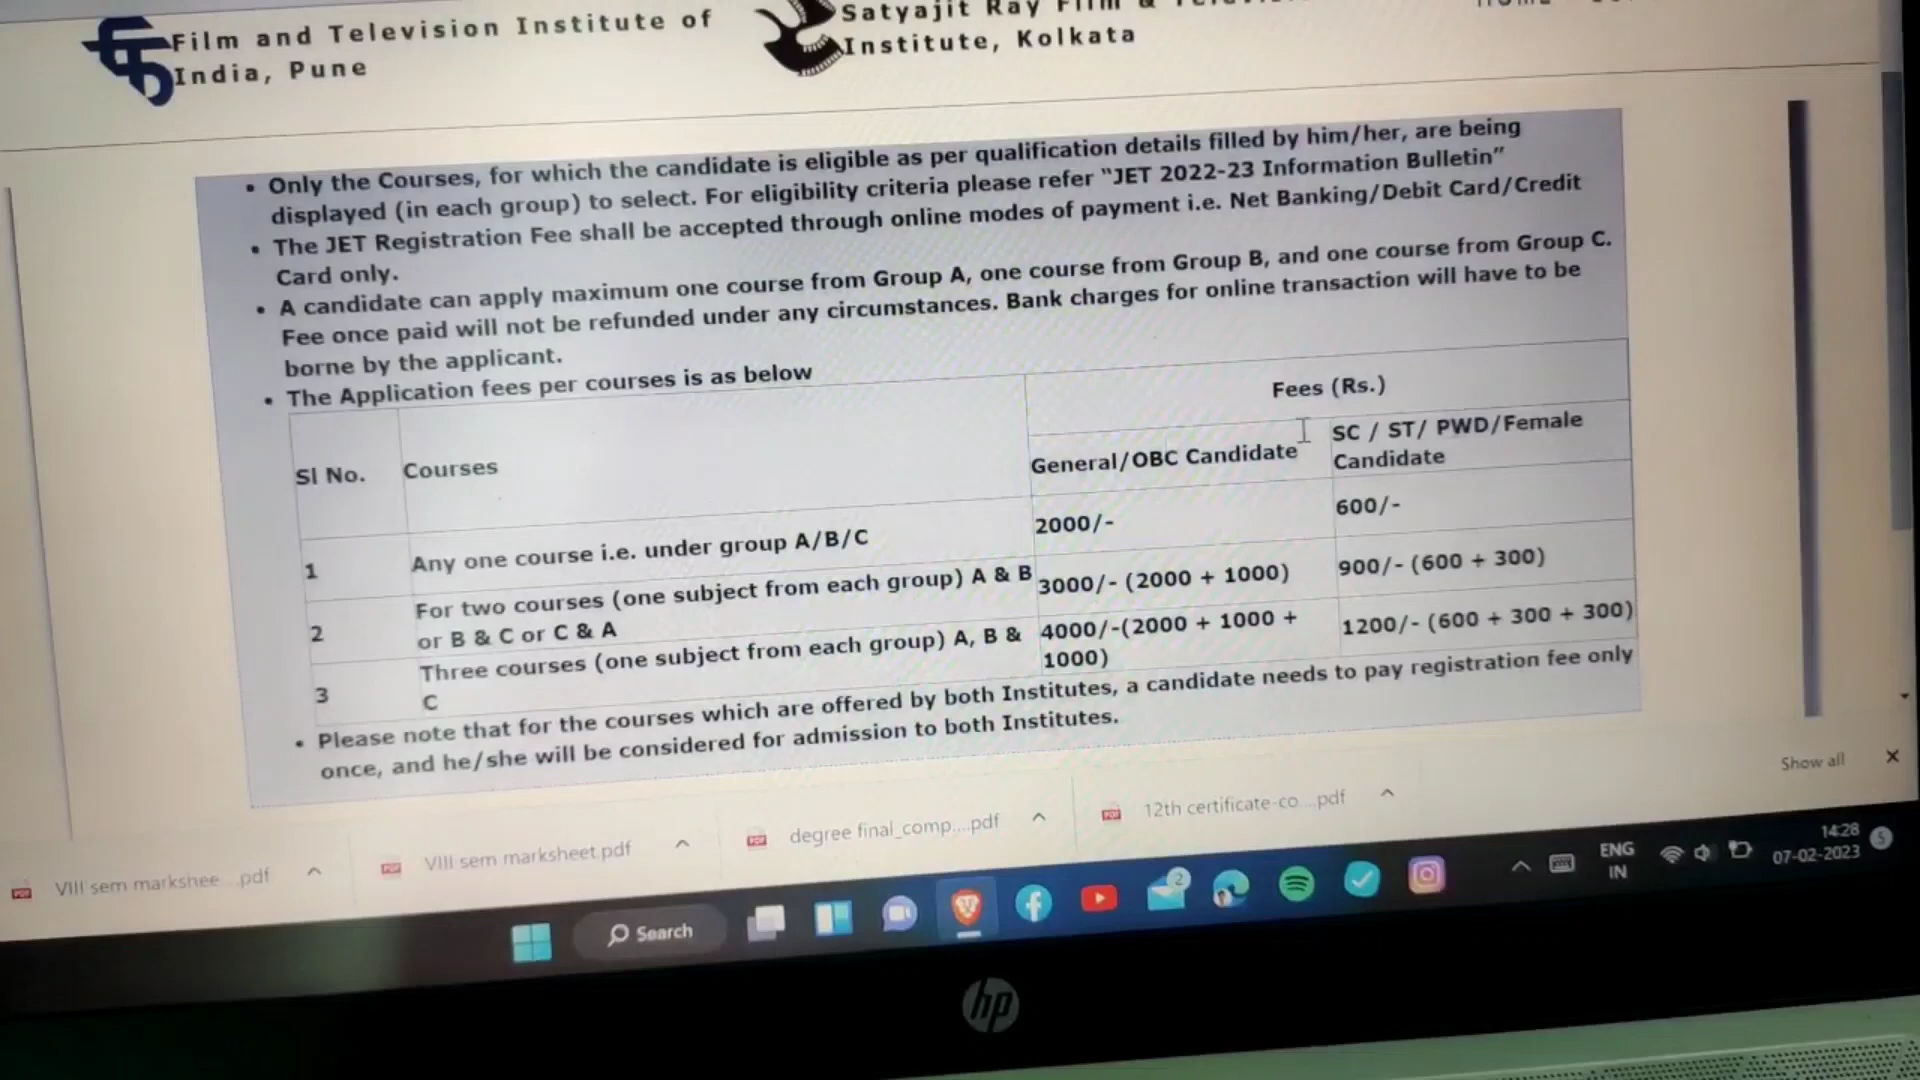 Film and Television Institute of
India, Pune
Satyajit Ray Film &
Institute, Kolkata
• Only the Courses, for which the candidate is eligible as per qualification details filled by him/her, are being
displayed (in each group) to select. For eligibility criteria please refer "JET 2022-23 Information Bulletin"
• The JET Registration Fee shall be accepted through online modes of payment i.e. Net Banking/Debit Card/Credit
Card only.
• A candidate can apply maximum one course from Group A, one course from Group B, and one course from Group C.
Fee once paid will not be refunded under any circumstances. Bank charges for online transaction will have to be
borne by the applicant.
• The Application fees per courses is as below
Fees (Rs.)
Sl No.
Courses
General/OBC Candidate
SC / ST/ PWD/Female
Candidate
1
Any one course i.e. under group A/B/C
2000/-
600/-
2
For two courses (one subject from each group) A & B
or B & C or C & A
3000/- (2000 + 1000)
900/- (600 + 300)
3
Three courses (one subject from each group) A, B &
C
4000/-(2000 + 1000 +
1000)
1200/- (600 + 300 + 300)
• Please note that for the courses which are offered by both Institutes, a candidate needs to pay registration fee only
once, and he/she will be considered for admission to both Institutes.
Show all
VIII sem markshee...pdf
VIII sem marksheet.pdf
degree final_comp....pdf
12th certificate-co....pdf
Search
2
ENG
IN
14:28
07-02-2023
5
hp